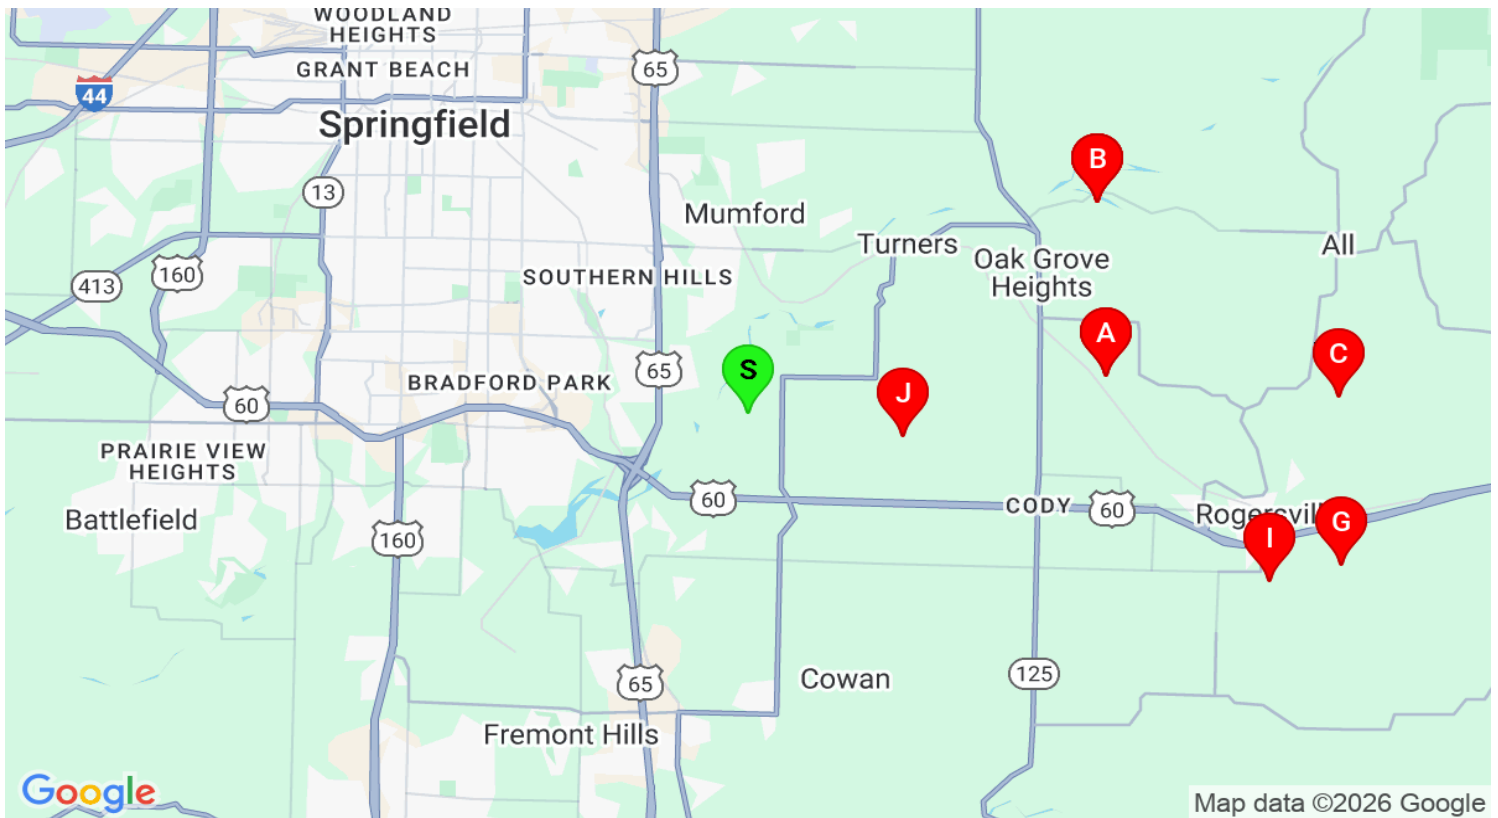 WOODLAND
HEIGHTS
GRANT BEACH
65
44
Springfield
B
13
Mumford
Turners
All
Oak Grove
Heights
160
413
SOUTHERN HILLS
A
C
S
65
BRADFORD PARK
J
60
PRAIRIE VIEW
HEIGHTS
60
CODY
60
Battlefield
G
160
I
65
Cowan
125
Fremont Hills
Google
Map data ©2026 Google